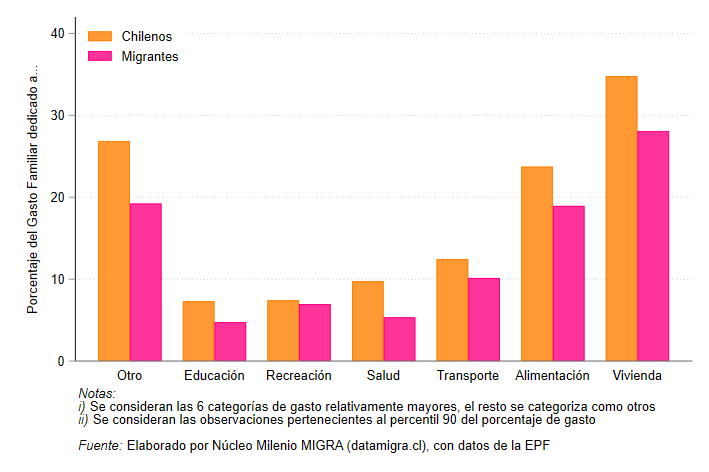 Chilenos
Migrantes
Porcentaje del Gasto Familiar dedicado a...
40
30
20
10
0
Otro Educación Recreación Salud Transporte Alimentación Vivienda
Notas:
i) Se consideran las 6 categorías de gasto relativamente mayores, el resto se categoriza como otros
ii) Se consideran las observaciones pertenecientes al percentil 90 del porcentaje de gasto
Fuente: Elaborado por Núcleo Milenio MIGRA (datamigra.cl), con datos de la EPF